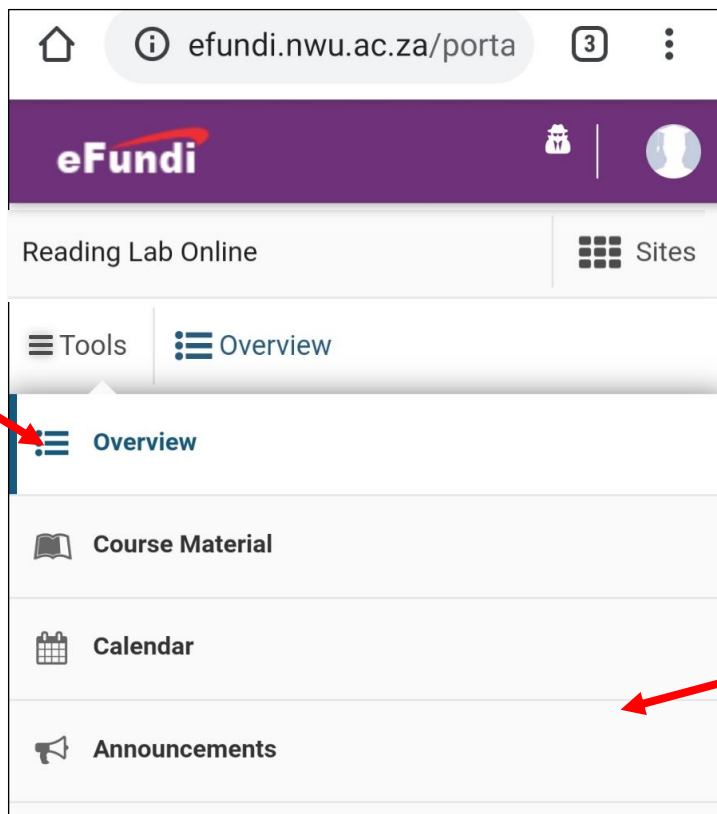 efundi.nwu.ac.za/porta 3
eFundi
Reading Lab Online Sites
Tools Overview
Overview
Course Material
Calendar
Announcements